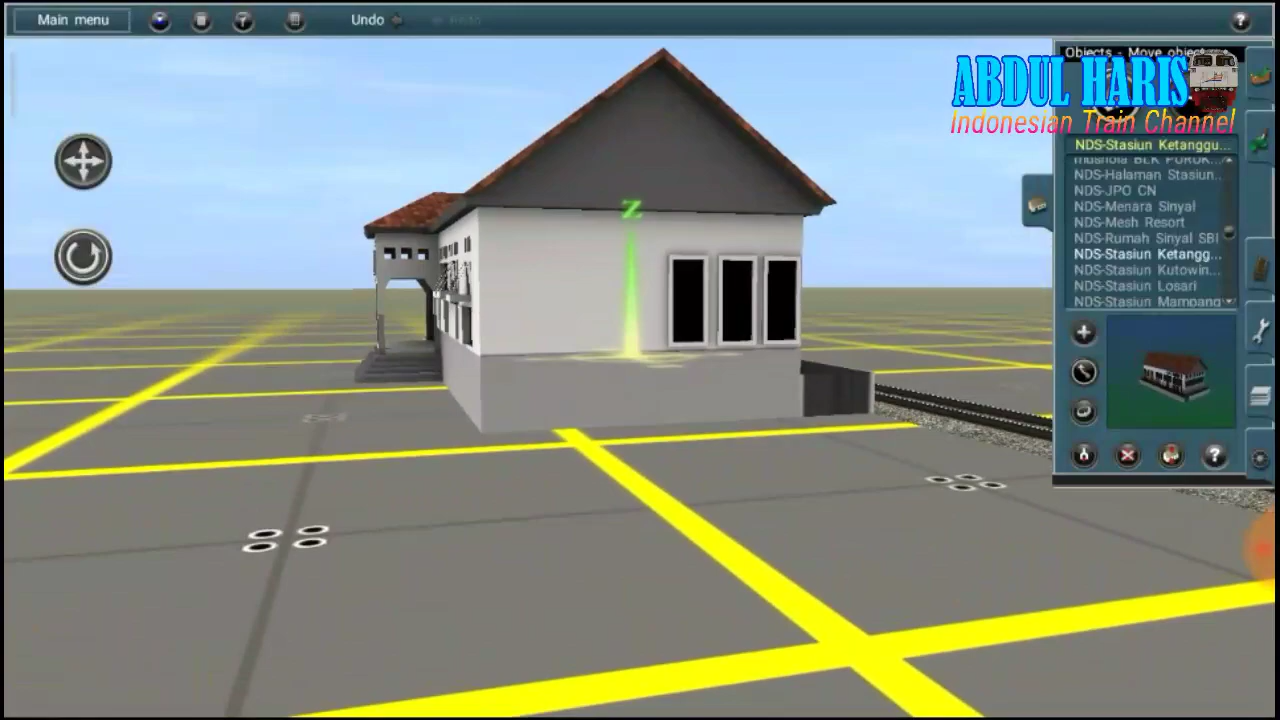 Main menu
Undo
?
Objects - Move object
ABDUL HARIS
Indonesian Train Channel
NDS-Stasiun Ketanggu...
NDS-Halaman Stasiun..
NDS-JPO CN
NDS-Menara Sinyal
NDS-Mesh Resort
NDS-Rumah Sinyal SBI
NDS-Stasiun Ketangg...
NDS-Stasiun Kutowin...
NDS-Stasiun Losari
NDS-Stasiun Mampang
Z
?